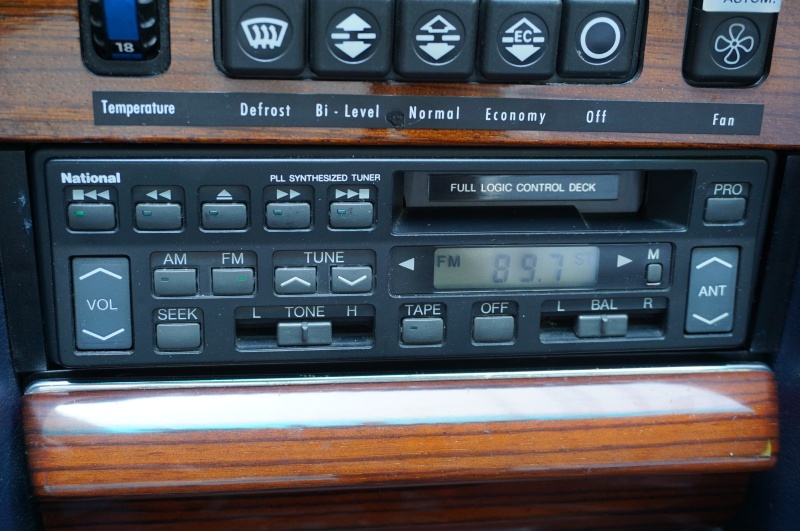 AUTOM.
18
EC
Temperature Defrost Bi-Level Normal Economy Off Fan
National
PLL SYNTHESIZED TUNER
FULL LOGIC CONTROL DECK
PRO
AM FM TUNE
FM 89.7 ST
M
VOL
ANT
SEEK
L TONE H
TAPE OFF
L BAL R